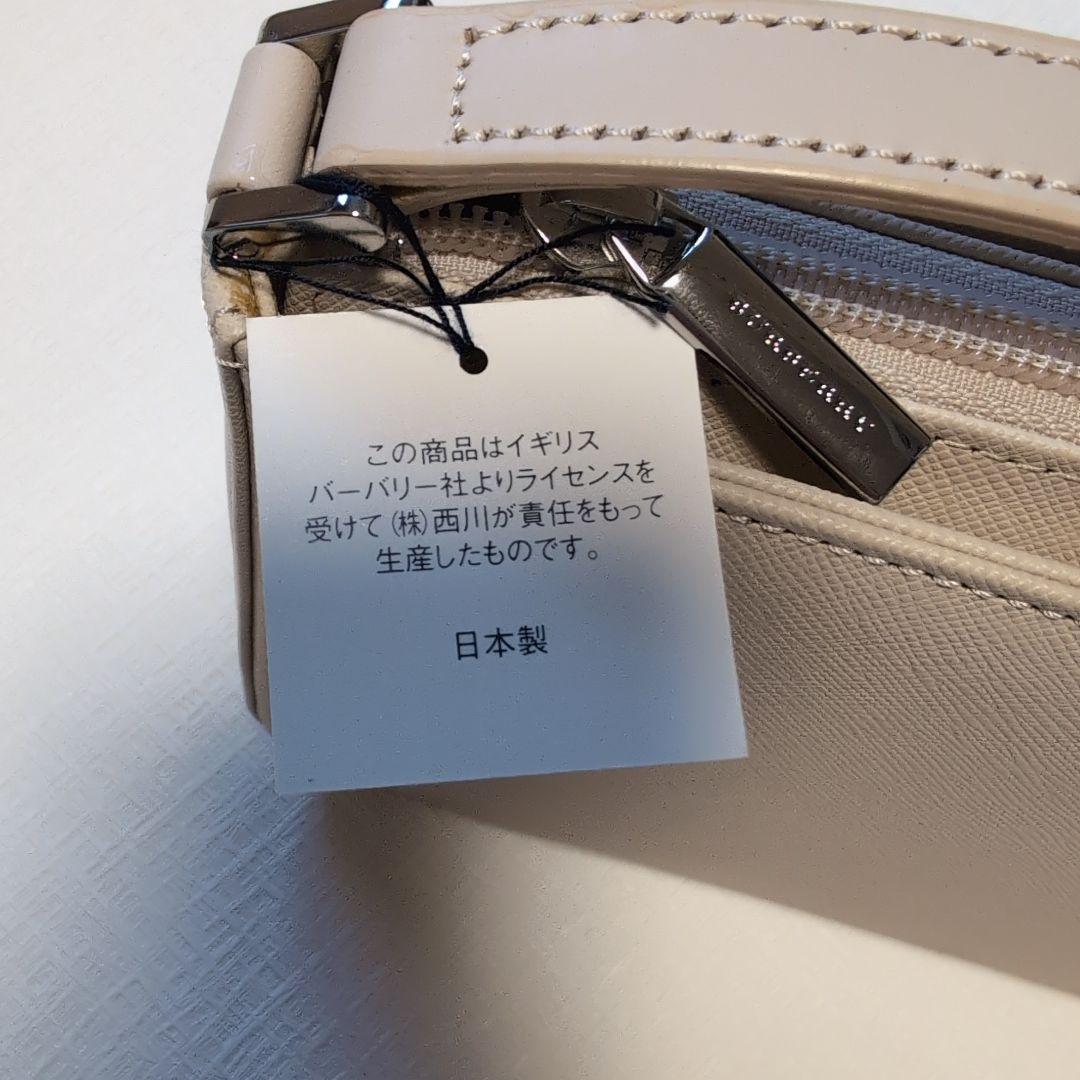 BURBERRY
この商品はイギリス
バーバリー社よりライセンスを
受けて(株)西川が責任をもって
生産したものです。
日本製